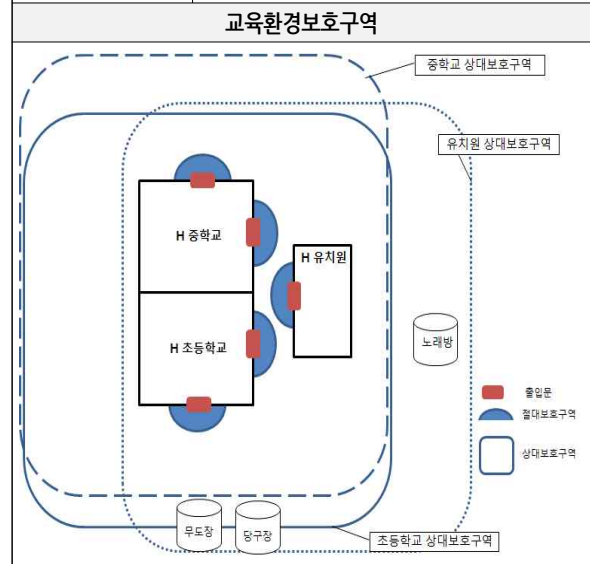 교육환경보호구역
중학교 상대보호구역
유치원 상대보호구역
H 중학교
H 유치원
H 초등학교
노래방
출입문
절대보호구역
상대보호구역
무도장
당구장
초등학교 상대보호구역